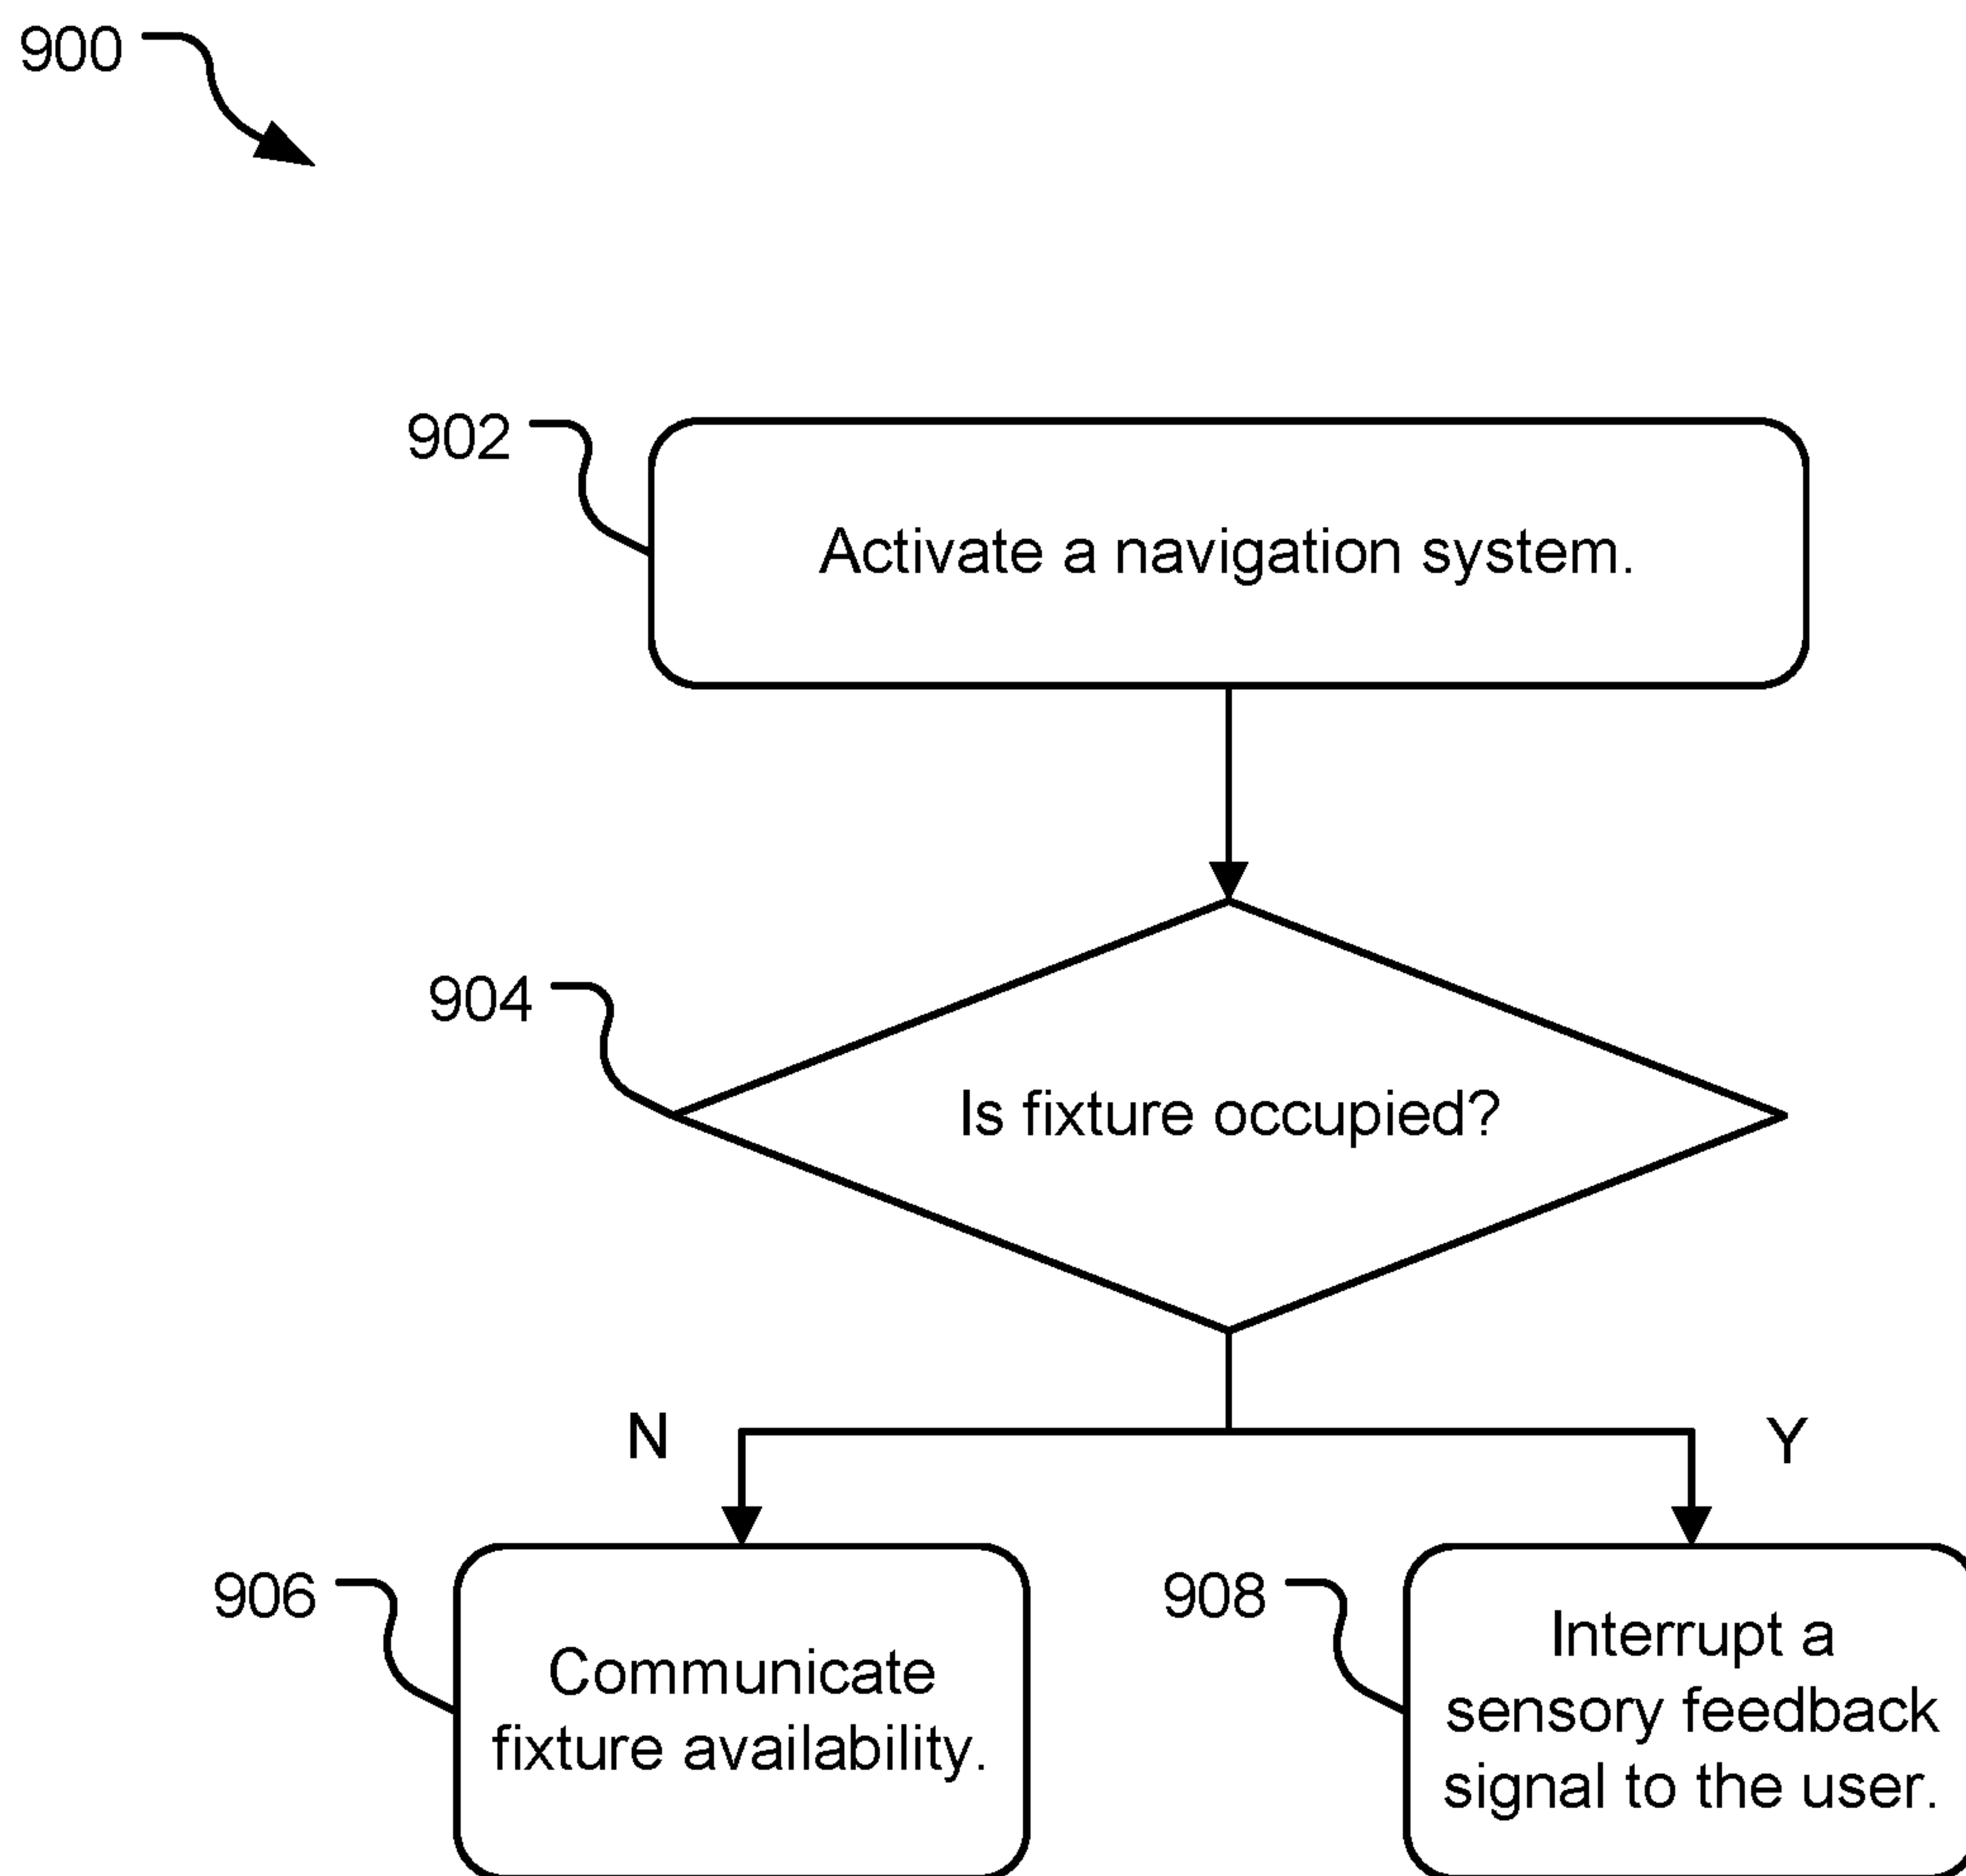 900
902
Activate a navigation system.
904
Is fixture occupied?
N
Y
906
Communicate
fixture availability.
908
Interrupt a
sensory feedback
signal to the user.